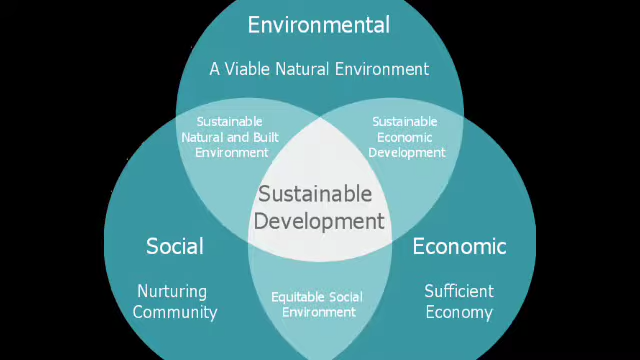 Environmental
A Viable Natural Environment
Sustainable
Natural and Built
Environment
Sustainable
Economic
Development
Sustainable
Development
Social
Nurturing
Community
Equitable Social
Environment
Economic
Sufficient
Economy